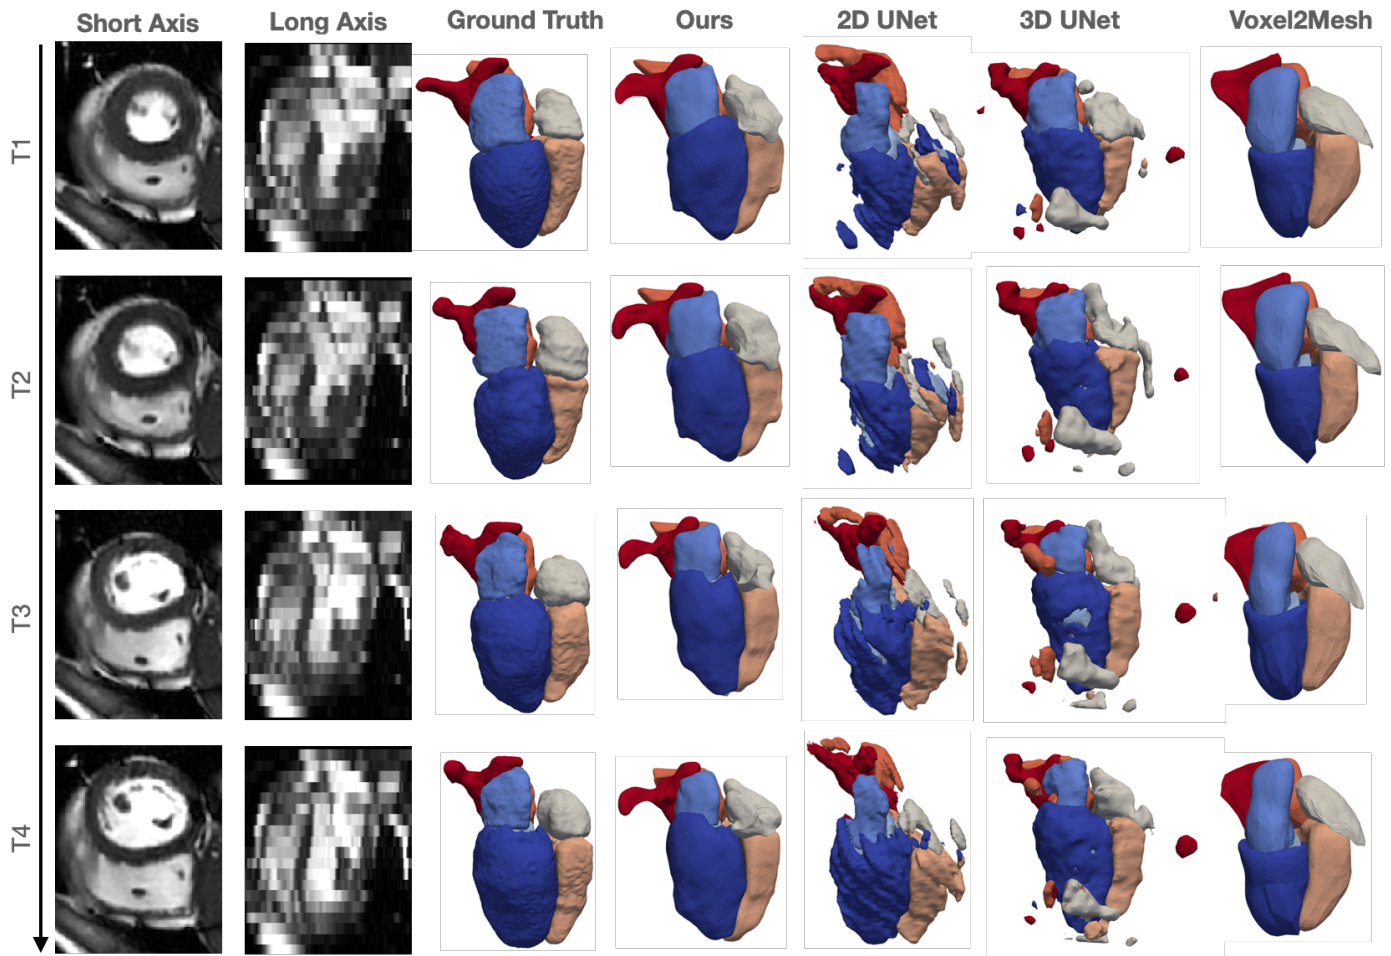 Short Axis Long Axis Ground Truth Ours 2D UNet 3D UNet Voxel2Mesh
T1
T2
T3
T4